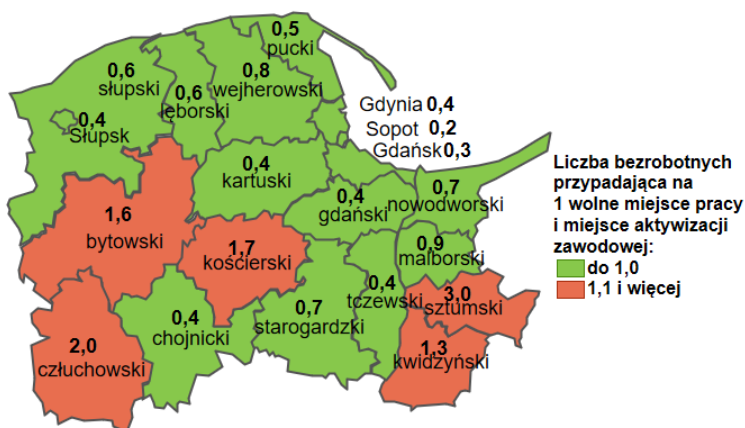 0,5
pucki
0,6
słupski
0,8
wejherowski
0,6
lęborski
Gdynia 0,4
0,4
Słupsk
Sopot 0,2
Gdańsk 0,3
0,4
kartuski
0,4
gdański
0,7
nowodworski
1,6
bytowski
1,7
kościerski
0,9
malborski
0,4
tczewski
3,0
sztumski
0,7
starogardzki
0,4
chojnicki
2,0
człuchowski
1,3
kwidzyński
Liczba bezrobotnych
przypadająca na
1 wolne miejsce pracy
i miejsce aktywizacji
zawodowej:
do 1,0
1,1 i więcej